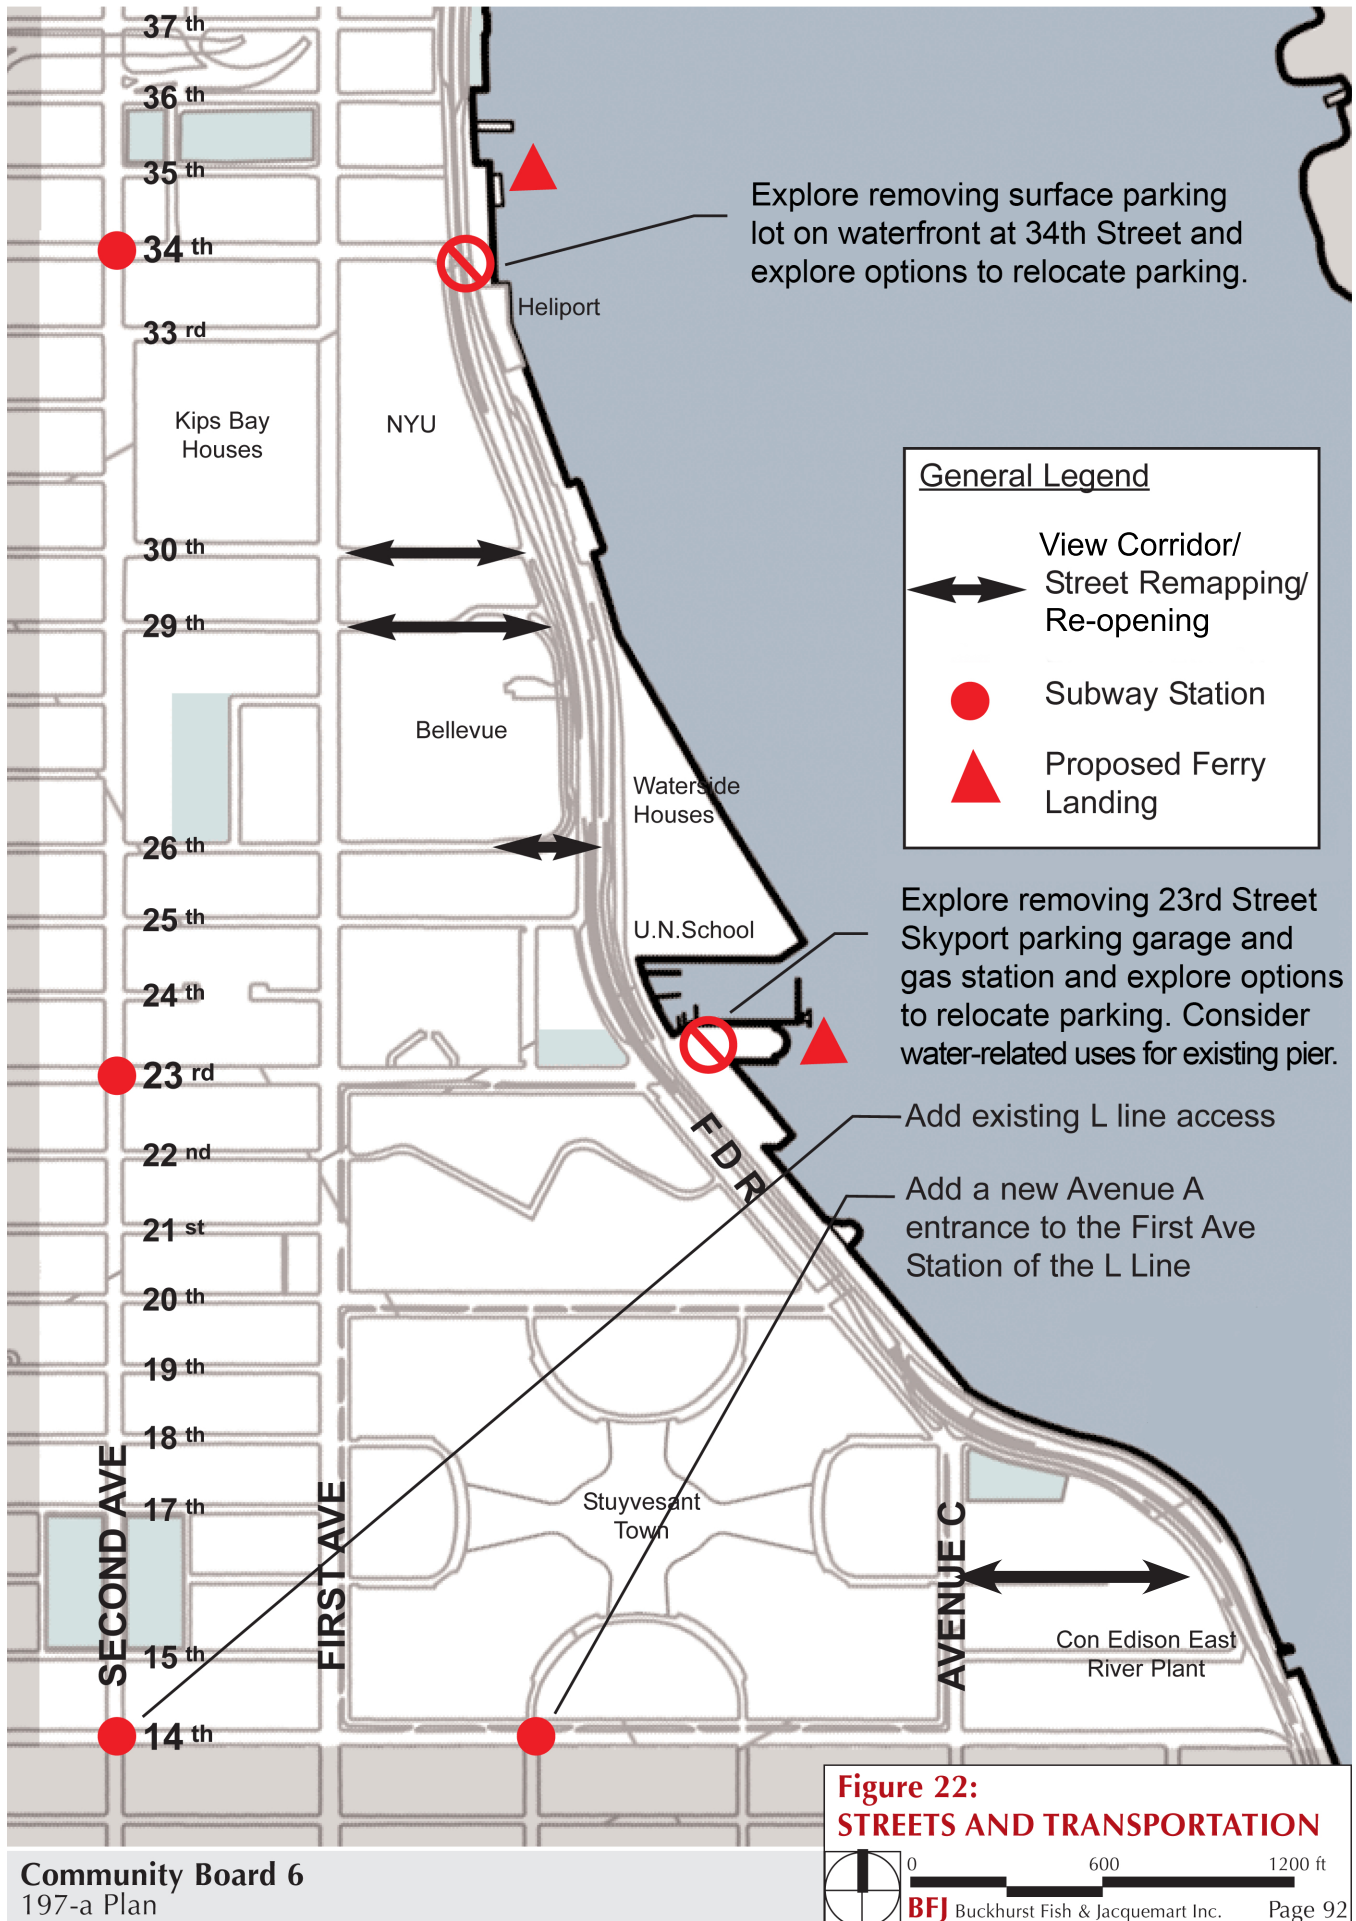 37 th
36 th
35 th
34 th
33 rd
30 th
29 th
26 th
25 th
24 th
23 rd
22 nd
21 st
20 th
19 th
18 th
17 th
15 th
14 th
SECOND AVE
FIRST AVE
AVENUE C
FDR
Explore removing surface parking
lot on waterfront at 34th Street and
explore options to relocate parking.
Heliport
Kips Bay
Houses
NYU
Bellevue
Waterside
Houses
U.N.School
General Legend
View Corridor/
Street Remapping/
Re-opening
Subway Station
Proposed Ferry
Landing
Explore removing 23rd Street
Skyport parking garage and
gas station and explore options
to relocate parking. Consider
water-related uses for existing pier.
Add existing L line access
Add a new Avenue A
entrance to the First Ave
Station of the L Line
Stuyvesant
Town
Con Edison East
River Plant
Figure 22:
STREETS AND TRANSPORTATION
0 600 1200 ft
BFJ Buckhurst Fish & Jacquemart Inc. Page 92
Community Board 6
197-a Plan